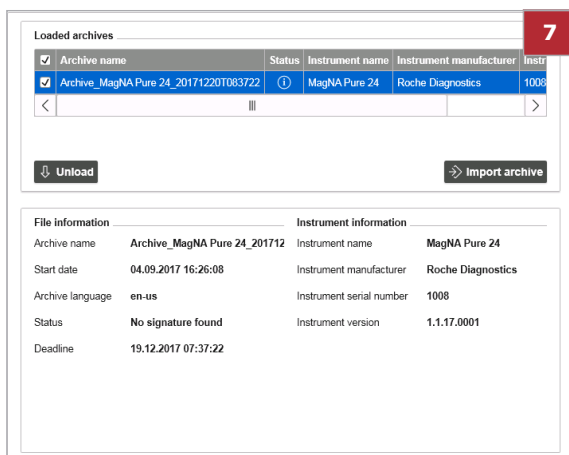 7
Loaded archives
Archive name Status Instrument name Instrument manufacturer Instr
Archive_MagNA Pure 24_20171220T083722 MagNA Pure 24 Roche Diagnostics 1008
Unload Import archive
File information Instrument information
Archive name Archive_MagNA Pure 24_201712 Instrument name MagNA Pure 24
Start date 04.09.2017 16:26:08 Instrument manufacturer Roche Diagnostics
Archive language en-us Instrument serial number 1008
Status No signature found Instrument version 1.1.17.0001
Deadline 19.12.2017 07:37:22